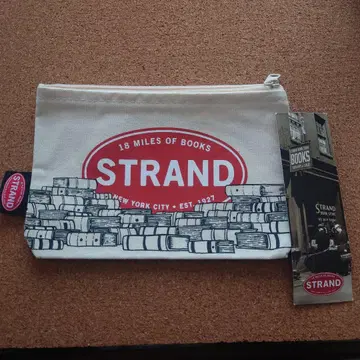 18 MILES OF BOOKS
STRAND
NEW YORK CITY • EST. 1927
STRAND
BOOKS
STRAND
STRAND